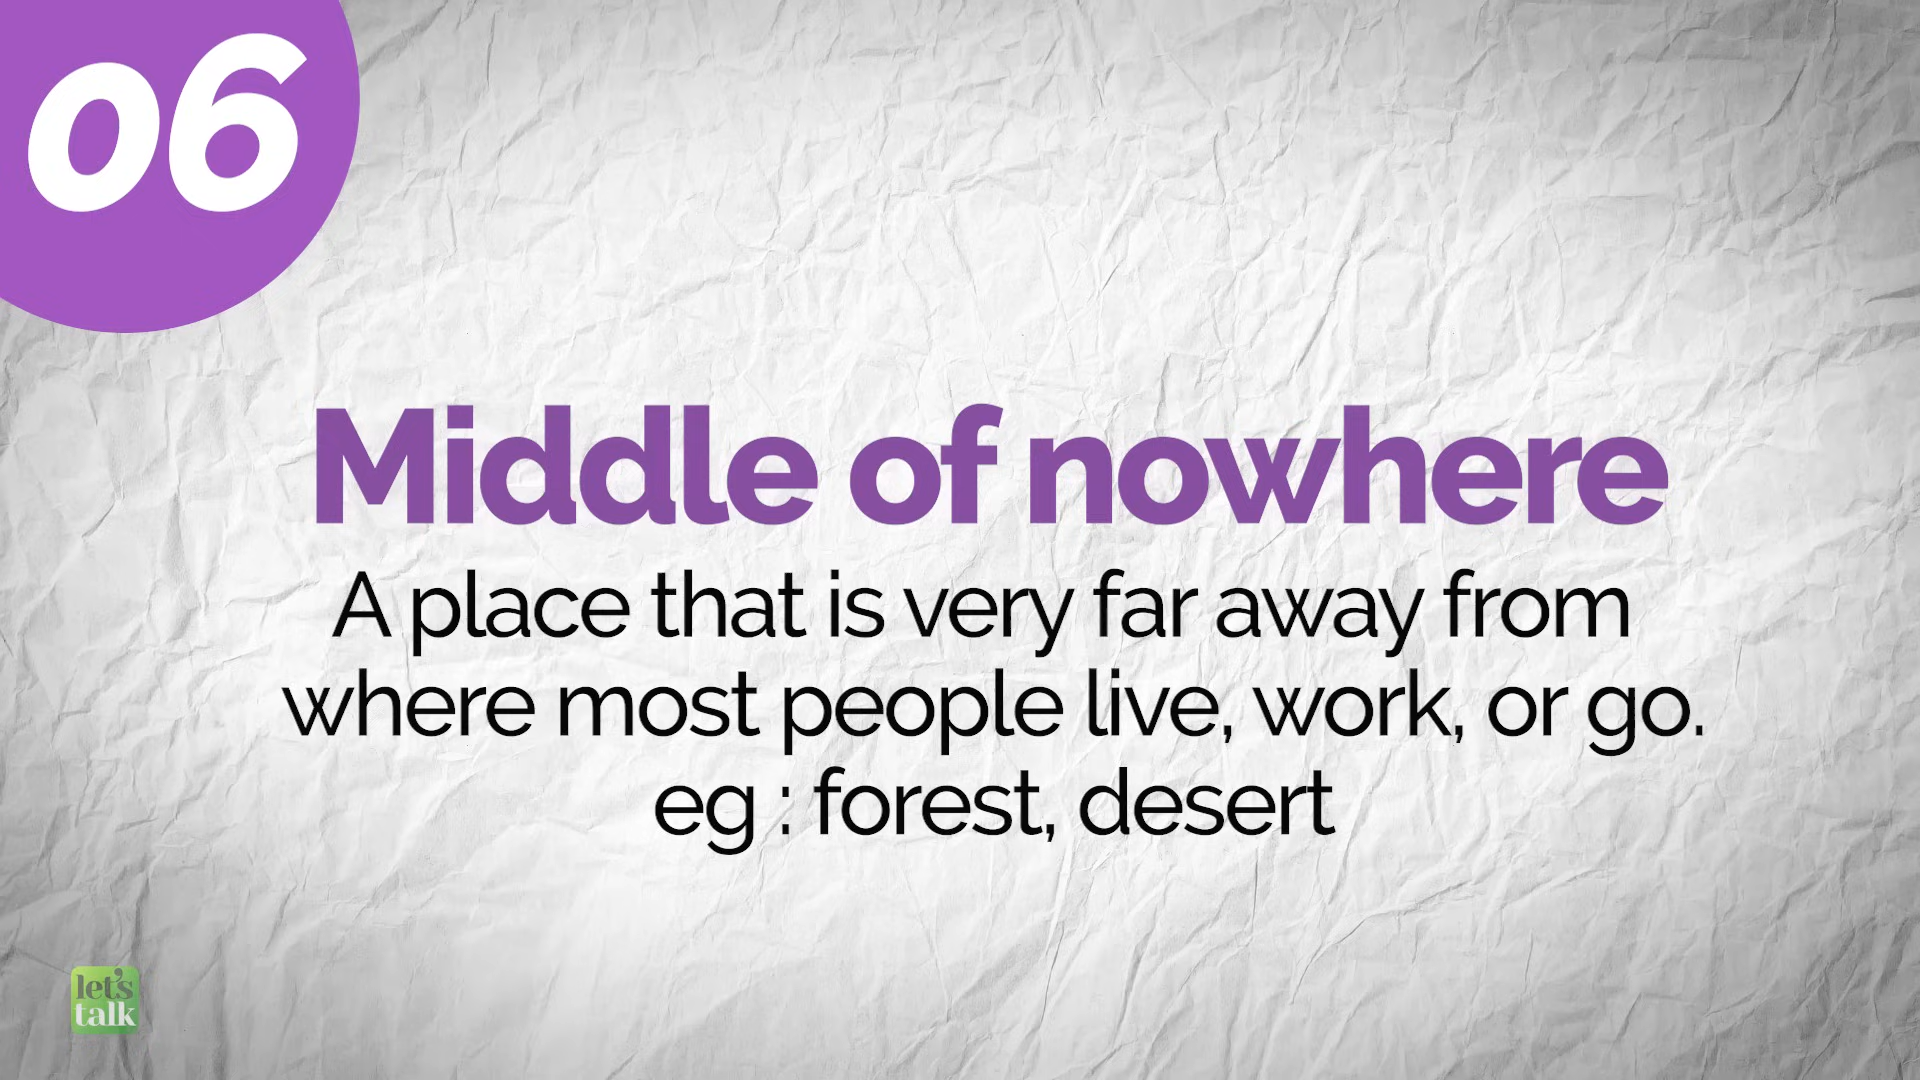 06
Middle of nowhere
A place that is very far away from
where most people live, work, or go.
eg : forest, desert
let's
talk